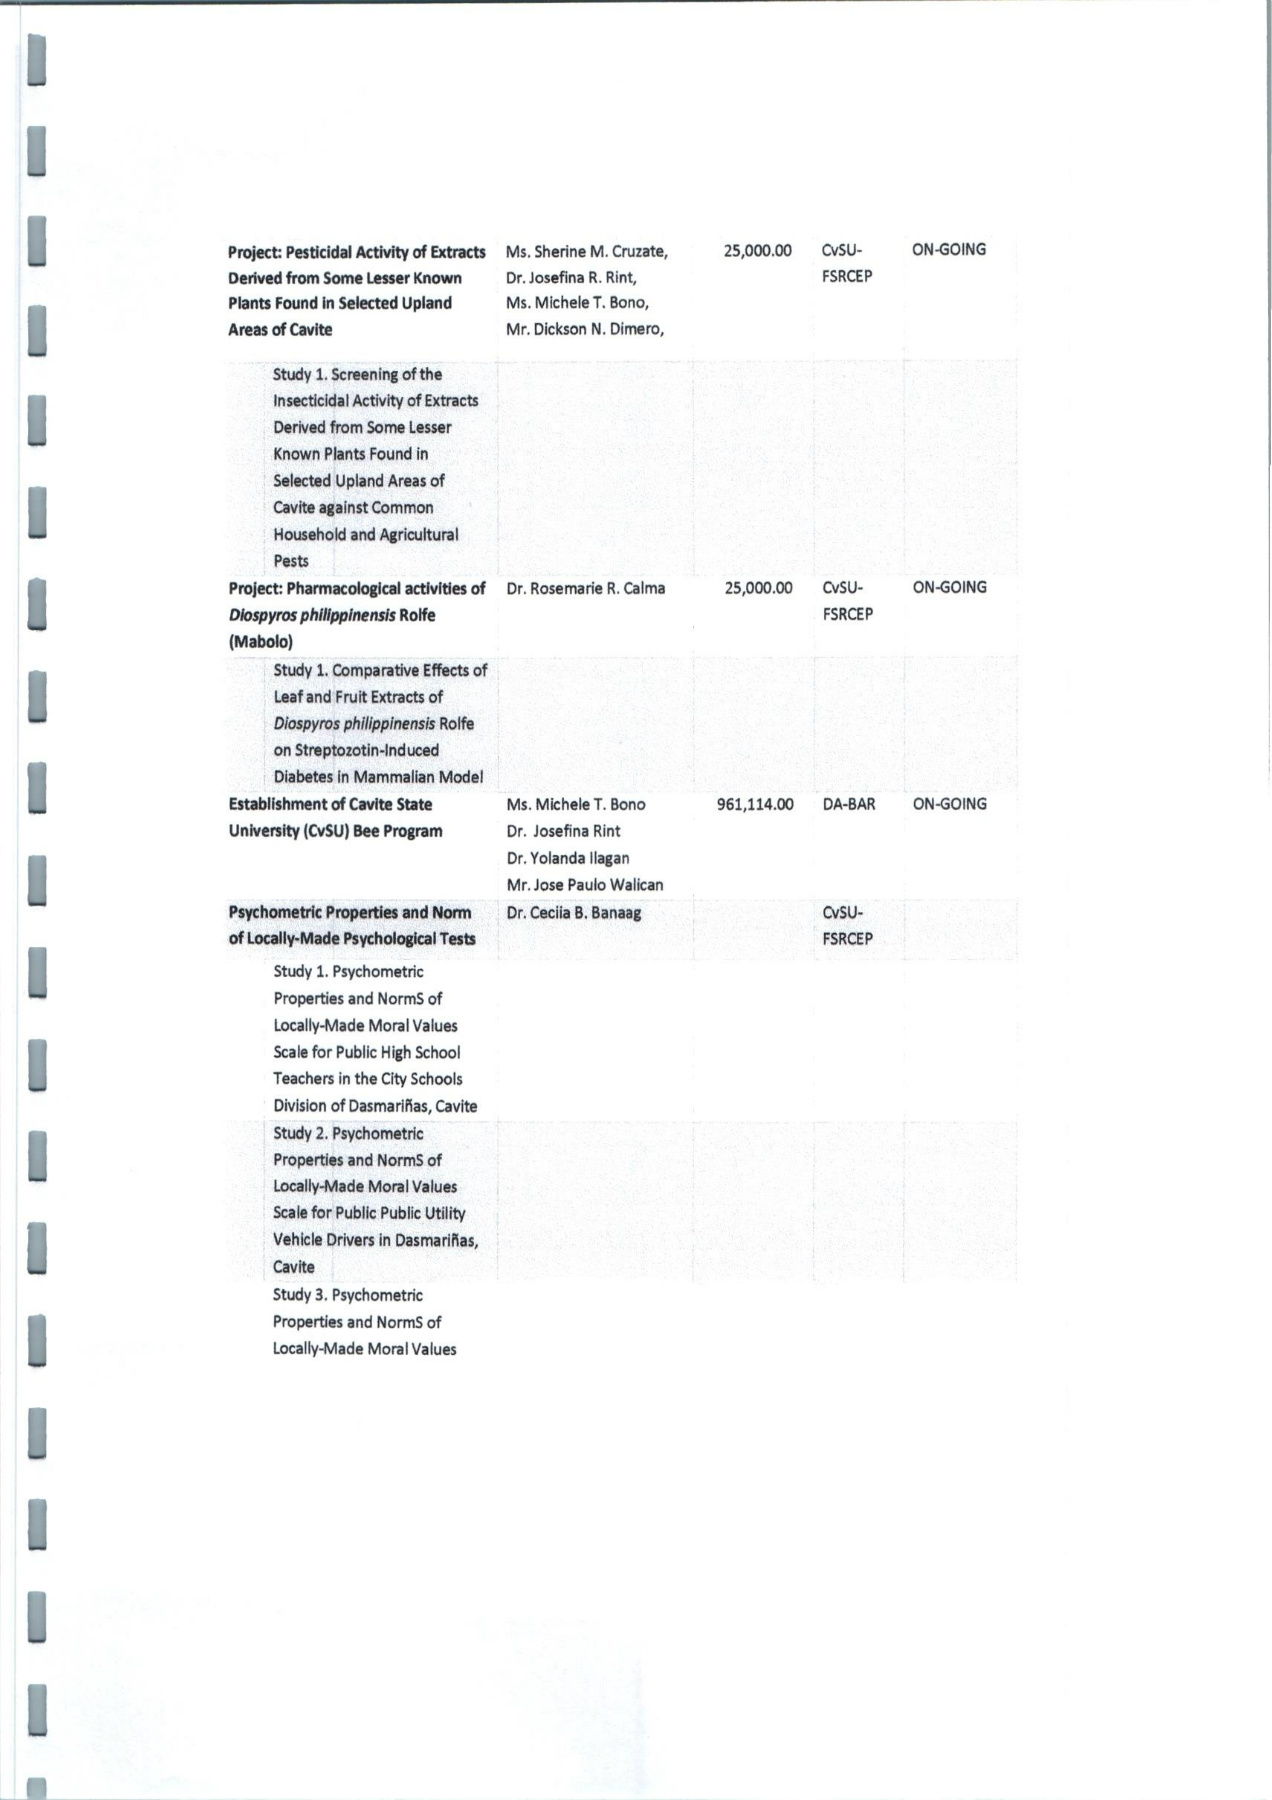 Project: Pesticidal Activity of Extracts Ms. Sherine M. Cruzate, 25,000.00 CvSU- ON-GOING
Derived from Some Lesser Known Dr. Josefina R. Rint, FSRCEP
Plants Found in Selected Upland Ms. Michele T. Bono,
Areas of Cavite Mr. Dickson N. Dimero,
Study 1. Screening of the
Insecticidal Activity of Extracts
Derived from Some Lesser
Known Plants Found in
Selected Upland Areas of
Cavite against Common
Household and Agricultural
Pests
Project: Pharmacological activities of Dr. Rosemarie R. Calma 25,000.00 CvSU- ON-GOING
Diospyros philippinensis Rolfe FSRCEP
(Mabolo)
Study 1. Comparative Effects of
Leaf and Fruit Extracts of
Diospyros philippinensis Rolfe
on Streptozotin-Induced
Diabetes in Mammalian Model
Establishment of Cavite State Ms. Michele T. Bono 961,114.00 DA-BAR ON-GOING
University (CvSU) Bee Program Dr. Josefina Rint
Dr. Yolanda Ilagan
Mr. Jose Paulo Walican
Psychometric Properties and Norm Dr. Ceciia B. Banaag CvSU-
of Locally-Made Psychological Tests FSRCEP
Study 1. Psychometric
Properties and NormS of
Locally-Made Moral Values
Scale for Public High School
Teachers in the City Schools
Division of Dasmariñas, Cavite
Study 2. Psychometric
Properties and NormS of
Locally-Made Moral Values
Scale for Public Public Utility
Vehicle Drivers in Dasmariñas,
Cavite
Study 3. Psychometric
Properties and NormS of
Locally-Made Moral Values